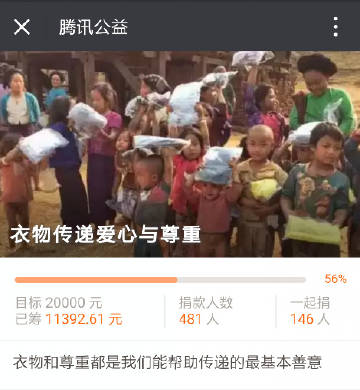 腾讯公益
衣物传递爱心与尊重
56%
目标 20000 元
已筹 11392.61 元
捐款人数
481 人
一起捐
146 人
衣物和尊重都是我们能帮助传递的最基本善意